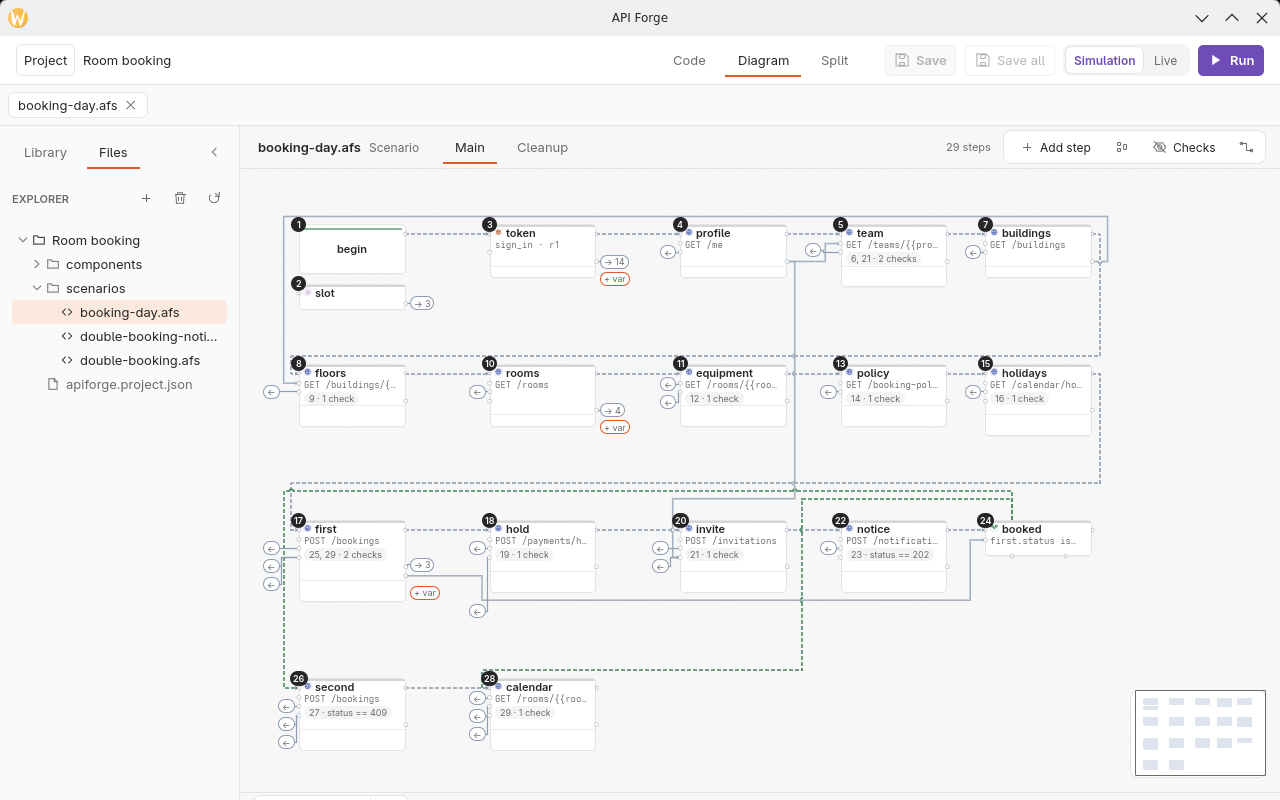 API Forge
Project
Room booking
Code
Diagram
Split
Save
Save all
Simulation
Live
Run
booking-day.afs
Library
Files
booking-day.afs
Scenario
Main
Cleanup
29 steps
Add step
Checks
EXPLORER
Room booking
components
scenarios
booking-day.afs
double-booking-noti...
double-booking.afs
apiforge.project.json
1
begin
2
slot
→ 3
3
token
sign_in · r1
→ 14
+ var
4
profile
GET /me
5
team
GET /teams/{{pro…
6, 21 · 2 checks
7
buildings
GET /buildings
8
floors
GET /buildings/{…
9 · 1 check
10
rooms
GET /rooms
→ 4
+ var
11
equipment
GET /rooms/{{roo…
12 · 1 check
13
policy
GET /booking-pol…
14 · 1 check
15
holidays
GET /calendar/ho…
16 · 1 check
17
first
POST /bookings
25, 29 · 2 checks
→ 3
+ var
18
hold
POST /payments/h…
19 · 1 check
20
invite
POST /invitations
21 · 1 check
22
notice
POST /notificati…
23 · status == 202
24
booked
first.status is…
26
second
POST /bookings
27 · status == 409
28
calendar
GET /rooms/{{roo…
29 · 1 check